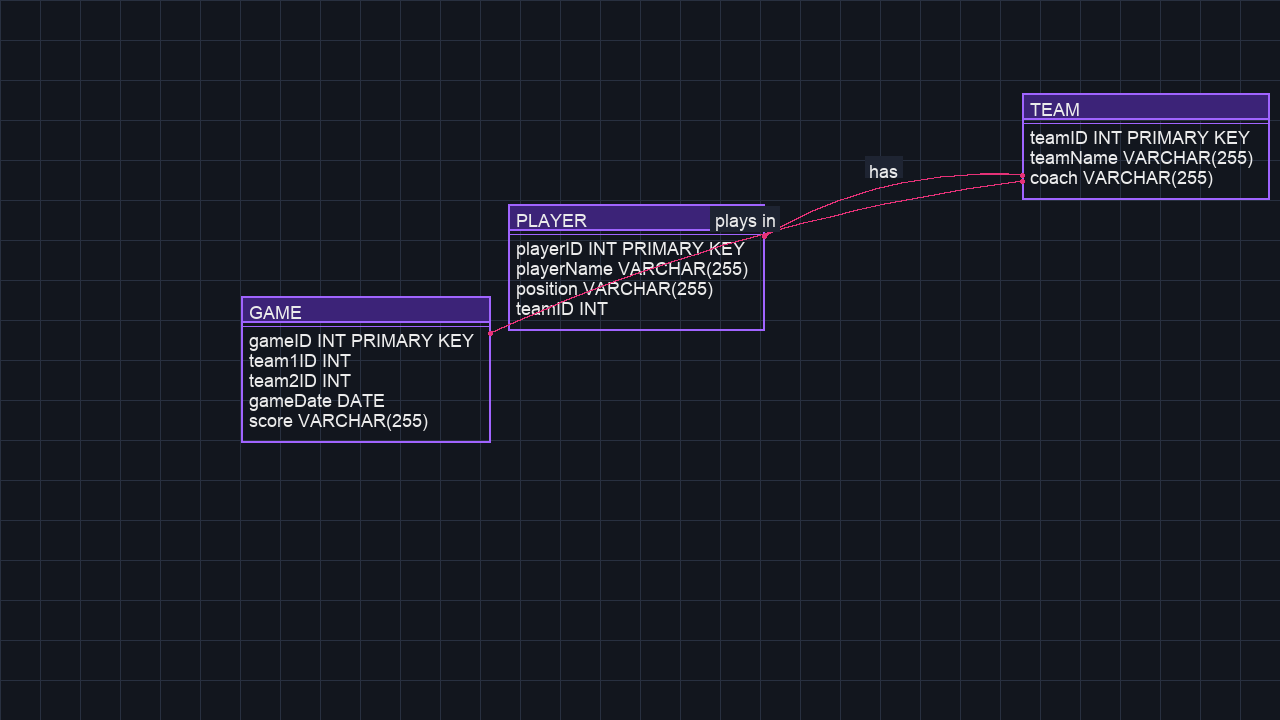 TEAM
teamID INT PRIMARY KEY
teamName VARCHAR(255)
coach VARCHAR(255)
has
PLAYER
plays in
playerID INT PRIMARY KEY
playerName VARCHAR(255)
position VARCHAR(255)
teamID INT
GAME
gameID INT PRIMARY KEY
team1ID INT
team2ID INT
gameDate DATE
score VARCHAR(255)